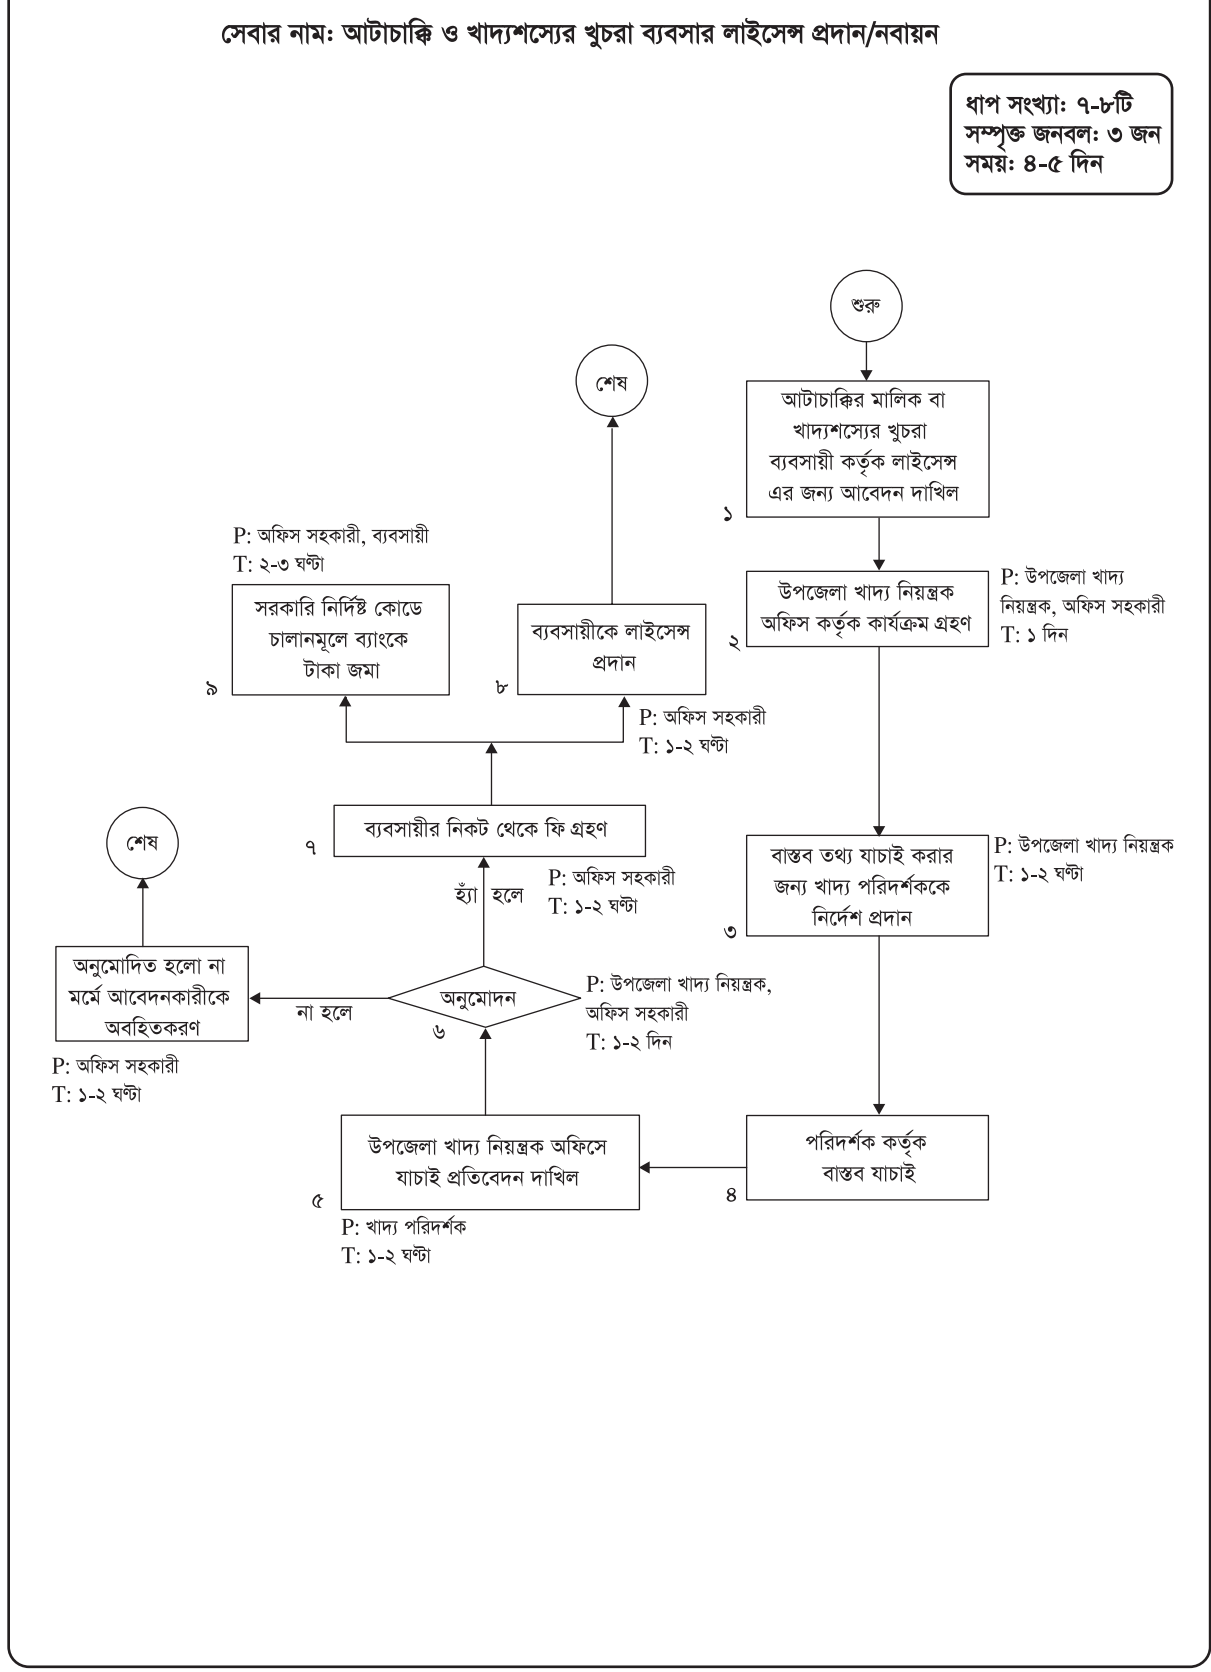 সেবার নাম: আটাচাক্কি ও খাদ্যশস্যের খুচরা ব্যবসার লাইসেন্স প্রদান/নবায়ন
ধাপ সংখ্যা: ৭-৮টি
সম্পৃক্ত জনবল: ৩ জন
সময়: ৪-৫ দিন
শুরু
আটাচাক্কির মালিক বা
খাদ্যশস্যের খুচরা
ব্যবসায়ী কর্তৃক লাইসেন্স
এর জন্য আবেদন দাখিল
১
উপজেলা খাদ্য নিয়ন্ত্রক
অফিস কর্তৃক কার্যক্রম গ্রহণ
২
P: উপজেলা খাদ্য
নিয়ন্ত্রক, অফিস সহকারী
T: ১ দিন
বাস্তব তথ্য যাচাই করার
জন্য খাদ্য পরিদর্শককে
নির্দেশ প্রদান
৩
P: উপজেলা খাদ্য নিয়ন্ত্রক
T: ১-২ ঘণ্টা
পরিদর্শক কর্তৃক
বাস্তব যাচাই
৪
উপজেলা খাদ্য নিয়ন্ত্রক অফিসে
যাচাই প্রতিবেদন দাখিল
৫
P: খাদ্য পরিদর্শক
T: ১-২ ঘণ্টা
অনুমোদন
৬
P: উপজেলা খাদ্য নিয়ন্ত্রক,
অফিস সহকারী
T: ১-২ দিন
না হলে
অনুমোদিত হলো না
মর্মে আবেদনকারীকে
অবহিতকরণ
P: অফিস সহকারী
T: ১-২ ঘণ্টা
শেষ
হ্যাঁ হলে
ব্যবসায়ীর নিকট থেকে ফি গ্রহণ
৭
P: অফিস সহকারী
T: ১-২ ঘণ্টা
ব্যবসায়ীকে লাইসেন্স
প্রদান
৮
P: অফিস সহকারী
T: ১-২ ঘণ্টা
শেষ
P: অফিস সহকারী, ব্যবসায়ী
T: ২-৩ ঘণ্টা
সরকারি নির্দিষ্ট কোডে
চালানমূলে ব্যাংকে
টাকা জমা
৯